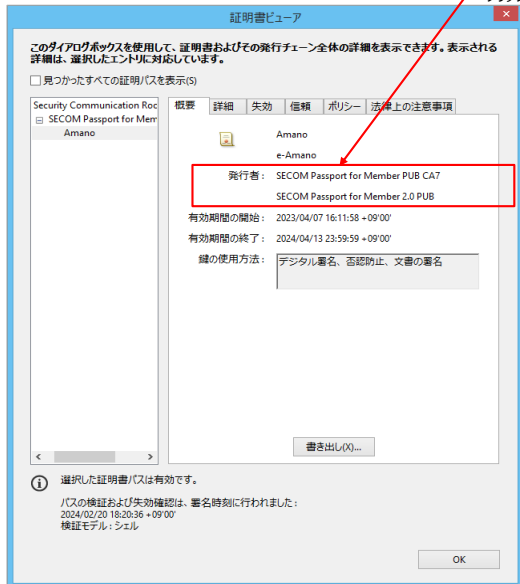 証明書ビューア
このダイアログボックスを使用して、証明書およびその発行チェーン全体の詳細を表示できます。表示される
詳細は、選択したエントリに対応しています。
見つかったすべての証明パスを表示(S)
Security Communication Roo
SECOM Passport for Mem
Amano
概要 詳細 失効 信頼 ポリシー 法律上の注意事項
Amano
e-Amano
発行者: SECOM Passport for Member PUB CA7
SECOM Passport for Member 2.0 PUB
有効期間の開始: 2023/04/07 16:11:58 +09'00'
有効期間の終了: 2024/04/13 23:59:59 +09'00'
鍵の使用方法: デジタル署名、否認防止、文書の署名
書き出し(X)...
選択した証明書パスは有効です。
パスの検証および失効確認は、署名時刻に行われました:
2024/02/20 18:20:36 +09'00'
検証モデル: シェル
OK